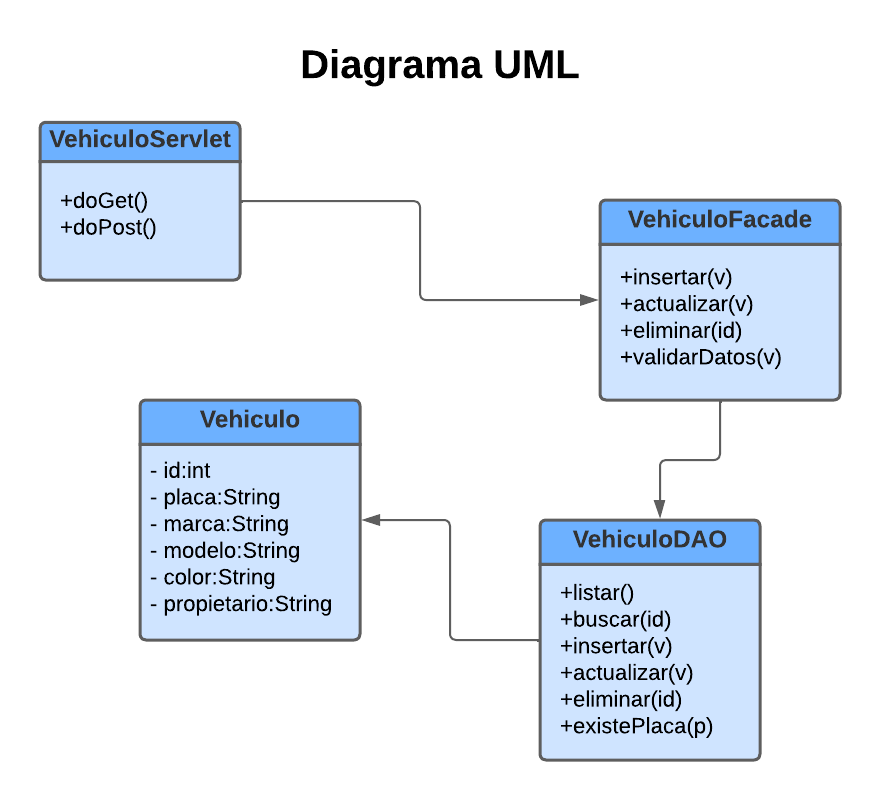 Diagrama UML
VehiculoServlet
+doGet()
+doPost()
VehiculoFacade
+insertar(v)
+actualizar(v)
+eliminar(id)
+validarDatos(v)
Vehiculo
- id:int
- placa:String
- marca:String
- modelo:String
- color:String
- propietario:String
VehiculoDAO
+listar()
+buscar(id)
+insertar(v)
+actualizar(v)
+eliminar(id)
+existePlaca(p)